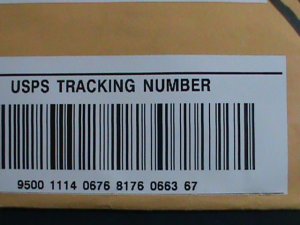 USPS TRACKING NUMBER
9500 1114 0676 8176 0663 67